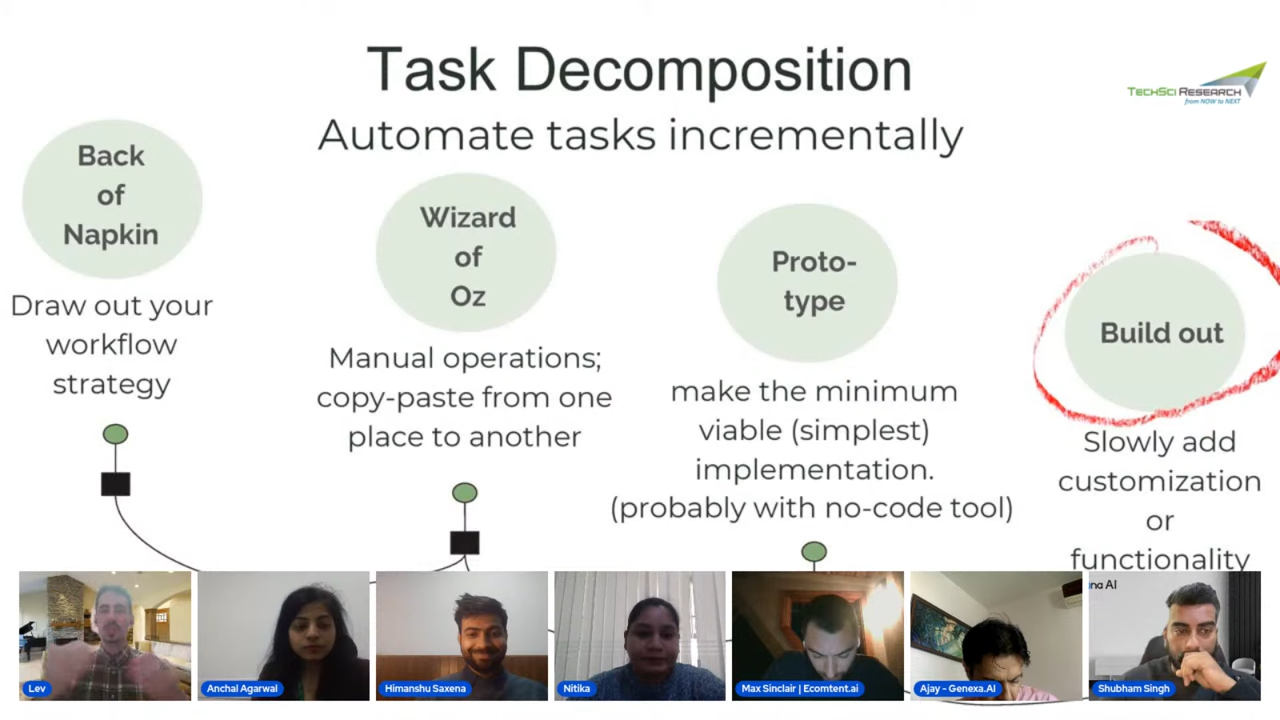 Task Decomposition
Automate tasks incrementally
TechSci Research
from NOW to NEXT
Back
of
Napkin
Draw out your
workflow
strategy
Wizard
of
Oz
Manual operations;
copy-paste from one
place to another
Proto-
type
make the minimum
viable (simplest)
implementation.
(probably with no-code tool)
Build out
Slowly add
customization
or
functionality
Lev
Anchal Agarwal
Himanshu Saxena
Nitika
Max Sinclair | Ecomtent.ai
Ajay - Genexa.AI
AI
Shubham Singh